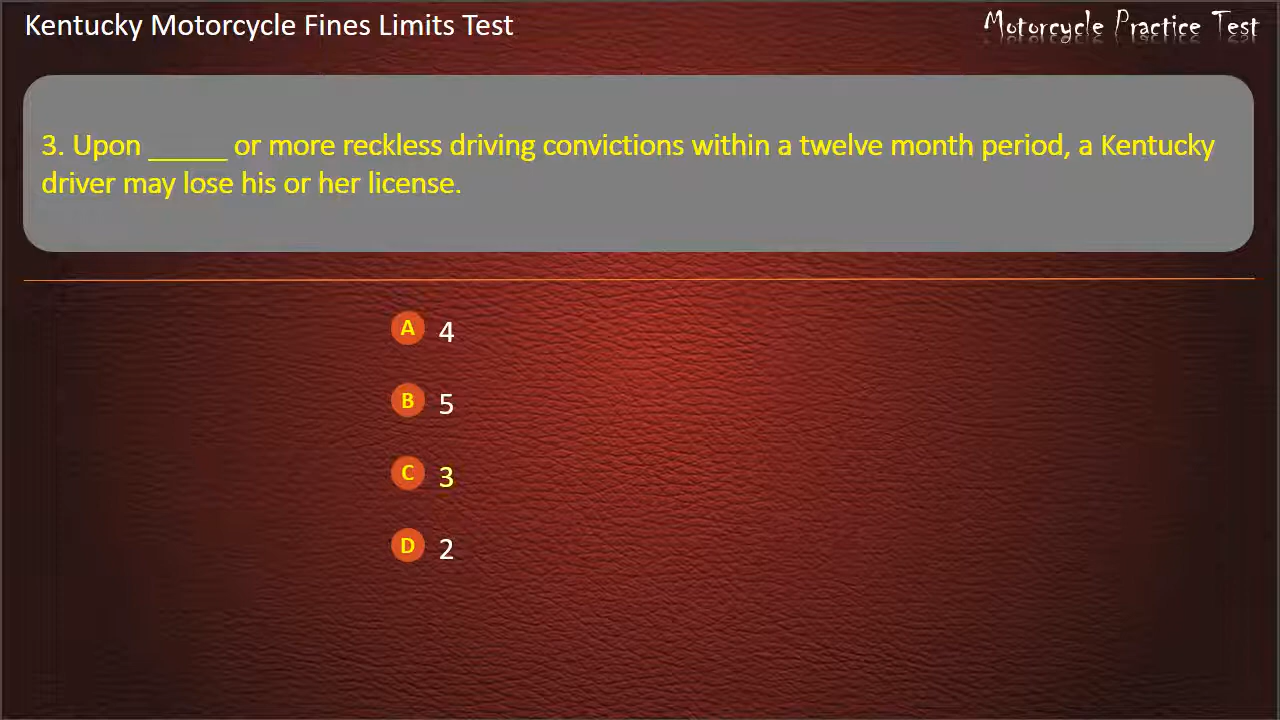 Kentucky Motorcycle Fines Limits Test
Motorcycle Practice Test
3. Upon _____ or more reckless driving convictions within a twelve month period, a Kentucky
driver may lose his or her license.
A 4
B 5
C 3
D 2